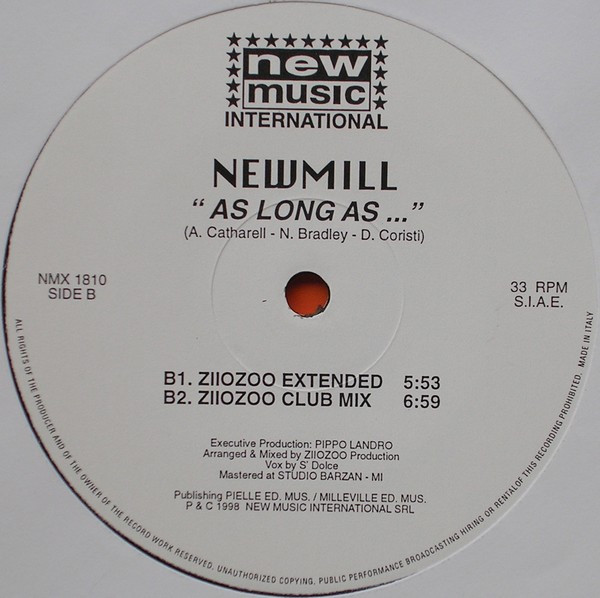 new
music
INTERNATIONAL
NEWMILL
“ AS LONG AS ... ”
(A. Catharell - N. Bradley - D. Coristi)
NMX 1810
SIDE B
33 RPM
S.I.A.E.
B1. ZIIOZOO EXTENDED 5:53
B2. ZIIOZOO CLUB MIX 6:59
Executive Production: PIPPO LANDRO
Arranged & Mixed by ZIIOZOO Production
Vox by S' Dolce
Mastered at STUDIO BARZAN - MI
Publishing PIELLE ED. MUS. / MILLEVILLE ED. MUS.
P & C 1998 NEW MUSIC INTERNATIONAL SRL
ALL RIGHTS OF THE PRODUCER AND OF THE OWNER OF THE RECORD WORK RESERVED. UNAUTHORIZED COPYING, PUBLIC PERFORMANCE BROADCASTING HIRING OR RENTAL OF THIS RECORDING PROHIBITED. MADE IN ITALY